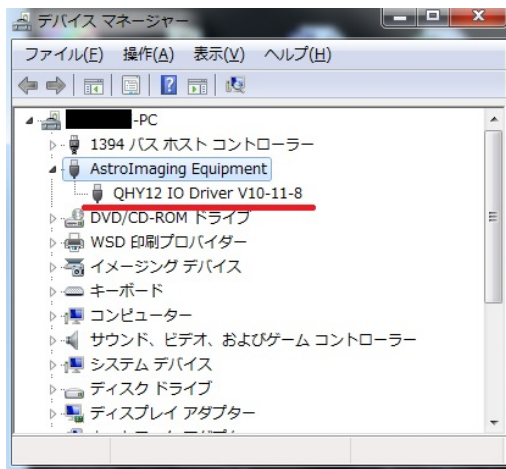 デバイス マネージャー
ファイル(F) 操作(A) 表示(V) ヘルプ(H)
-PC
1394 バス ホスト コントローラー
AstroImaging Equipment
QHY12 IO Driver V10-11-8
DVD/CD-ROM ドライブ
WSD 印刷プロバイダー
イメージング デバイス
キーボード
コンピューター
サウンド、ビデオ、およびゲーム コントローラー
システム デバイス
ディスク ドライブ
ディスプレイ アダプター